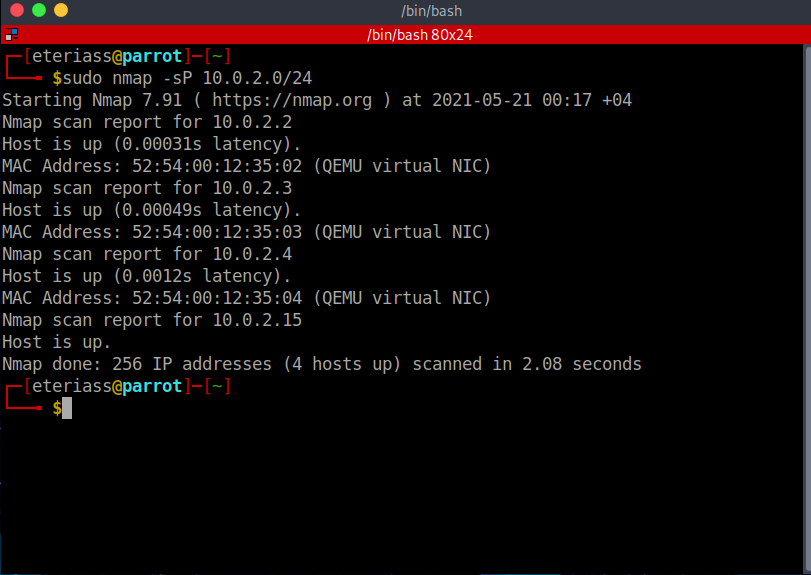 /bin/bash
/bin/bash 80x24
┌─[eteriass@parrot]─[~]
└──╼ $sudo nmap -sP 10.0.2.0/24
Starting Nmap 7.91 ( https://nmap.org ) at 2021-05-21 00:17 +04
Nmap scan report for 10.0.2.2
Host is up (0.00031s latency).
MAC Address: 52:54:00:12:35:02 (QEMU virtual NIC)
Nmap scan report for 10.0.2.3
Host is up (0.00049s latency).
MAC Address: 52:54:00:12:35:03 (QEMU virtual NIC)
Nmap scan report for 10.0.2.4
Host is up (0.0012s latency).
MAC Address: 52:54:00:12:35:04 (QEMU virtual NIC)
Nmap scan report for 10.0.2.15
Host is up.
Nmap done: 256 IP addresses (4 hosts up) scanned in 2.08 seconds
┌─[eteriass@parrot]─[~]
└──╼ $